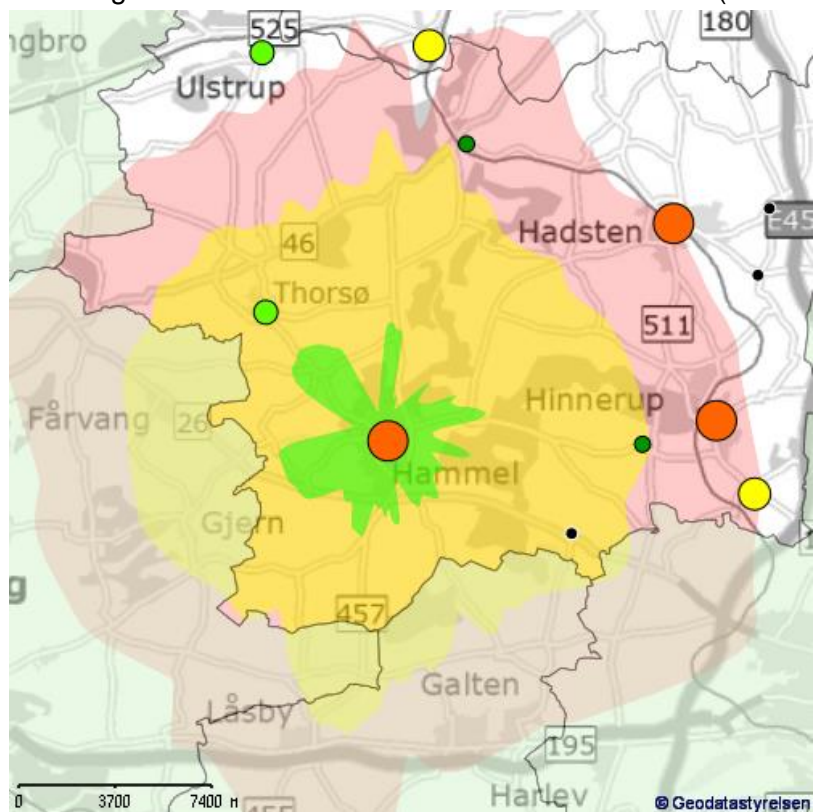 525
180
ngbro
Ulstrup
E45
Hadsten
46
Thorsø
511
Hinnerup
Fårvang
26
Hammel
Gjern
g
457
Galten
Låsby
195
0 3700 7400 M
Harlev
© Geodatastyrelsen